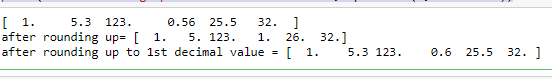 [ 1. 5.3 123. 0.56 25.5 32. ]
after rounding up= [ 1. 5. 123. 1. 26. 32.]
after rounding up to 1st decimal value = [ 1. 5.3 123. 0.6 25.5 32. ]